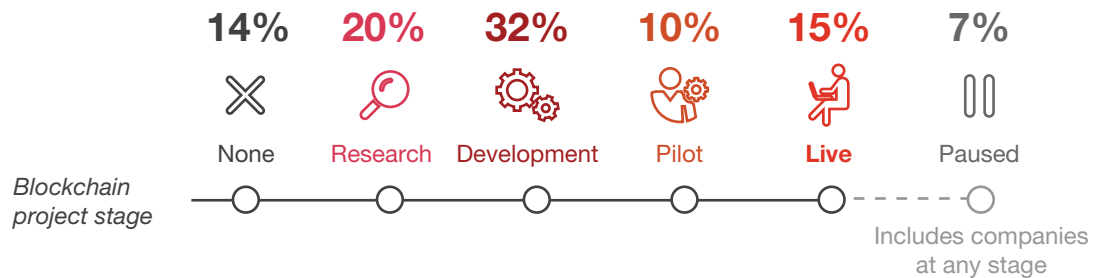 14% 20% 32% 10% 15% 7%
None Research Development Pilot Live Paused
Blockchain
project stage
Includes companies
at any stage